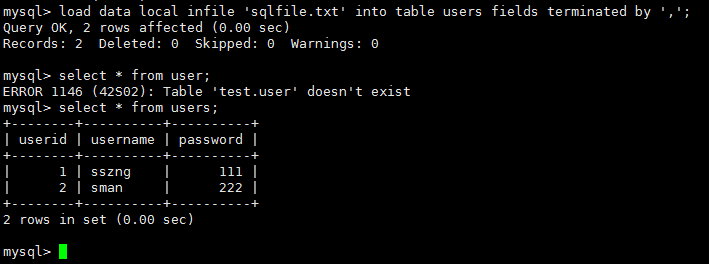 mysql> load data local infile 'sqlfile.txt' into table users fields terminated by ',';
Query OK, 2 rows affected (0.00 sec)
Records: 2  Deleted: 0  Skipped: 0  Warnings: 0
mysql> select * from user;
ERROR 1146 (42S02): Table 'test.user' doesn't exist
mysql> select * from users;
+--------+----------+----------+
| userid | username | password |
+--------+----------+----------+
|      1 | sszng    |      111 |
|      2 | sman     |      222 |
+--------+----------+----------+
2 rows in set (0.00 sec)
mysql>